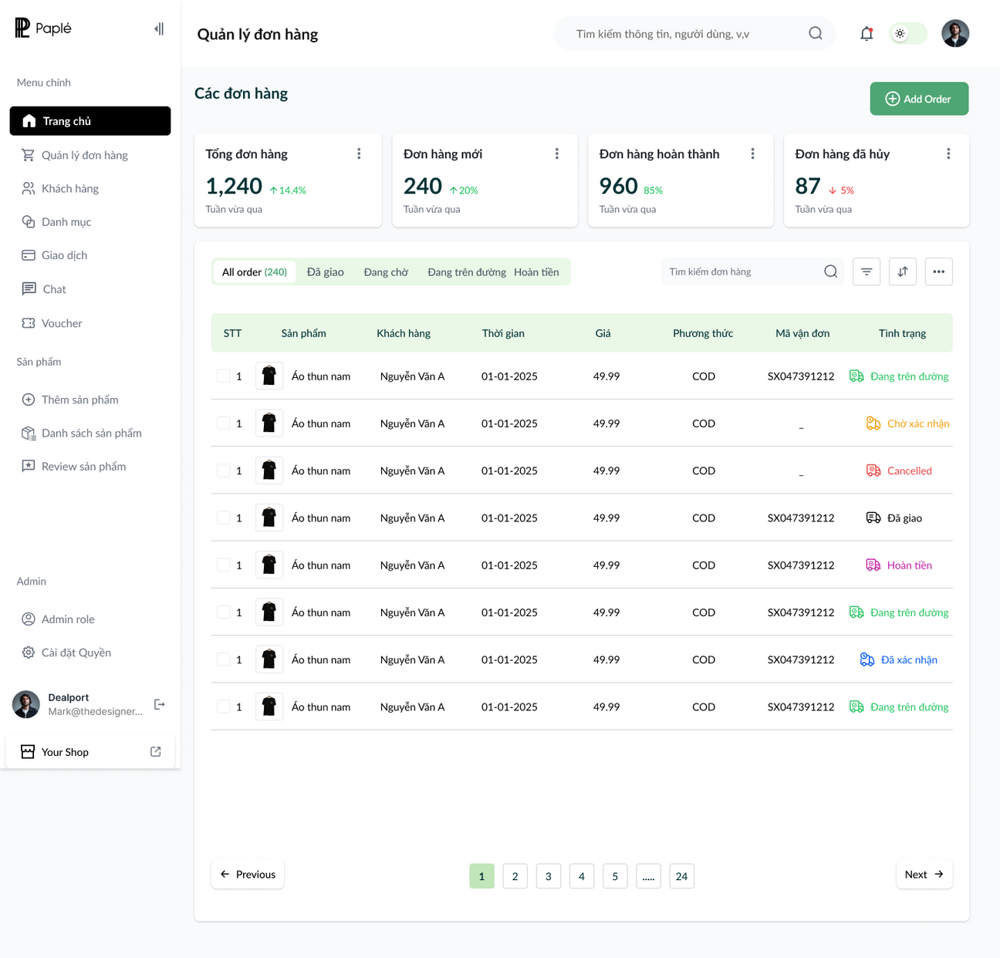 Paplé
Menu chính
Trang chủ
Quản lý đơn hàng
Khách hàng
Danh mục
Giao dịch
Chat
Voucher
Sản phẩm
Thêm sản phẩm
Danh sách sản phẩm
Review sản phẩm
Admin
Admin role
Cài đặt Quyền
Dealport
Mark@thedesigner...
Your Shop
Quản lý đơn hàng
Tìm kiếm thông tin, người dùng, v,v
Các đơn hàng
Add Order
Tổng đơn hàng
1,240 14.4%
Tuần vừa qua
Đơn hàng mới
240 20%
Tuần vừa qua
Đơn hàng hoàn thành
960 85%
Tuần vừa qua
Đơn hàng đã hủy
87 5%
Tuần vừa qua
All order (240) Đã giao Đang chờ Đang trên đường Hoàn tiền
Tìm kiếm đơn hàng
STT Sản phẩm Khách hàng Thời gian Giá Phương thức Mã vận đơn Tình trạng
1 Áo thun nam Nguyễn Văn A 01-01-2025 49.99 COD SX047391212 Đang trên đường
1 Áo thun nam Nguyễn Văn A 01-01-2025 49.99 COD _ Chờ xác nhận
1 Áo thun nam Nguyễn Văn A 01-01-2025 49.99 COD _ Cancelled
1 Áo thun nam Nguyễn Văn A 01-01-2025 49.99 COD SX047391212 Đã giao
1 Áo thun nam Nguyễn Văn A 01-01-2025 49.99 COD SX047391212 Hoàn tiền
1 Áo thun nam Nguyễn Văn A 01-01-2025 49.99 COD SX047391212 Đang trên đường
1 Áo thun nam Nguyễn Văn A 01-01-2025 49.99 COD SX047391212 Đã xác nhận
1 Áo thun nam Nguyễn Văn A 01-01-2025 49.99 COD SX047391212 Đang trên đường
Previous 1 2 3 4 5 ..... 24 Next